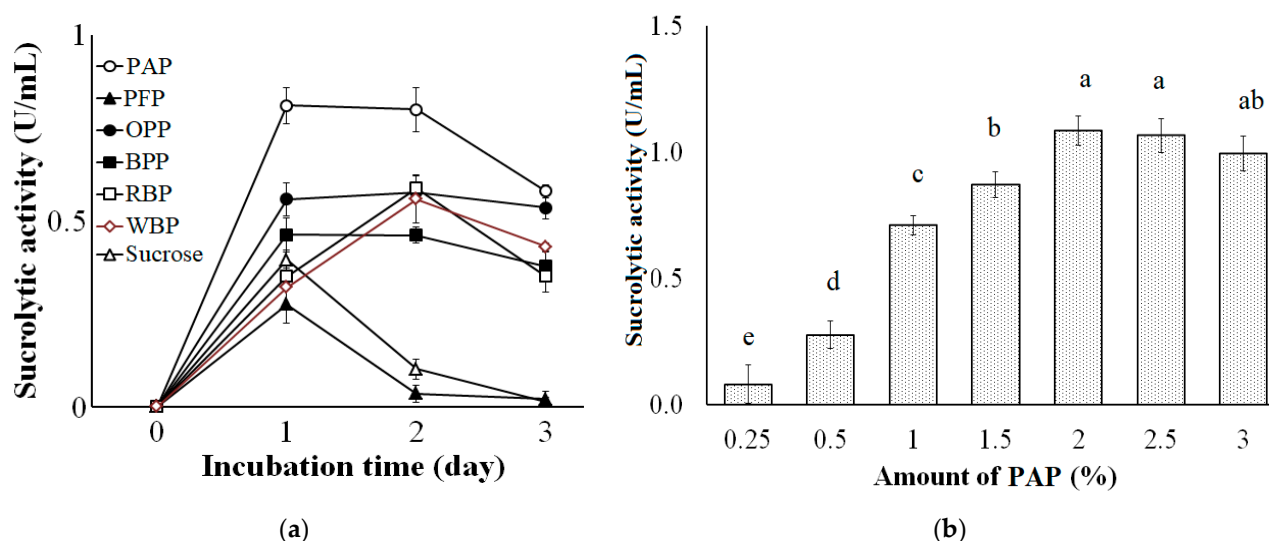 Sucrolytic activity (U/mL)
1
0.5
0
PAP
PFP
OPP
BPP
RBP
WBP
Sucrose
0 1 2 3
Incubation time (day)
(a)
Sucrolytic activity (U/mL)
1.5
1.0
0.5
0.0
e d c b a a ab
0.25 0.5 1 1.5 2 2.5 3
Amount of PAP (%)
(b)